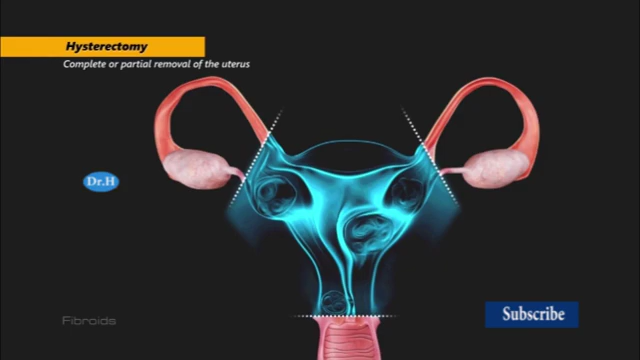 Hysterectomy
Complete or partial removal of the uterus
Dr.H
Fibroids
Subscribe